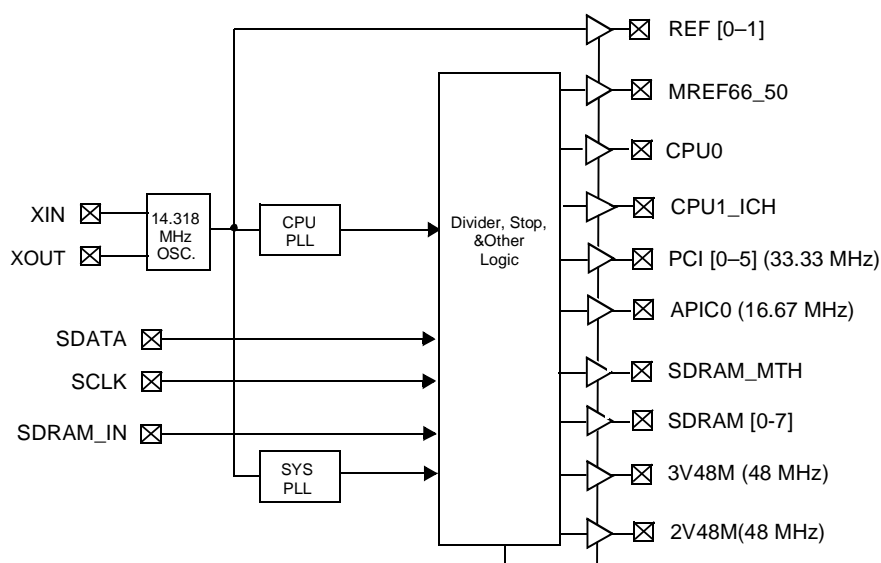 REF [0–1]
MREF66_50
CPU0
CPU1_ICH
PCI [0–5] (33.33 MHz)
APIC0 (16.67 MHz)
SDRAM_MTH
SDRAM [0-7]
3V48M (48 MHz)
2V48M(48 MHz)
XIN
XOUT
14.318
MHz
OSC.
CPU
PLL
Divider, Stop,
&Other
Logic
SDATA
SCLK
SDRAM_IN
SYS
PLL